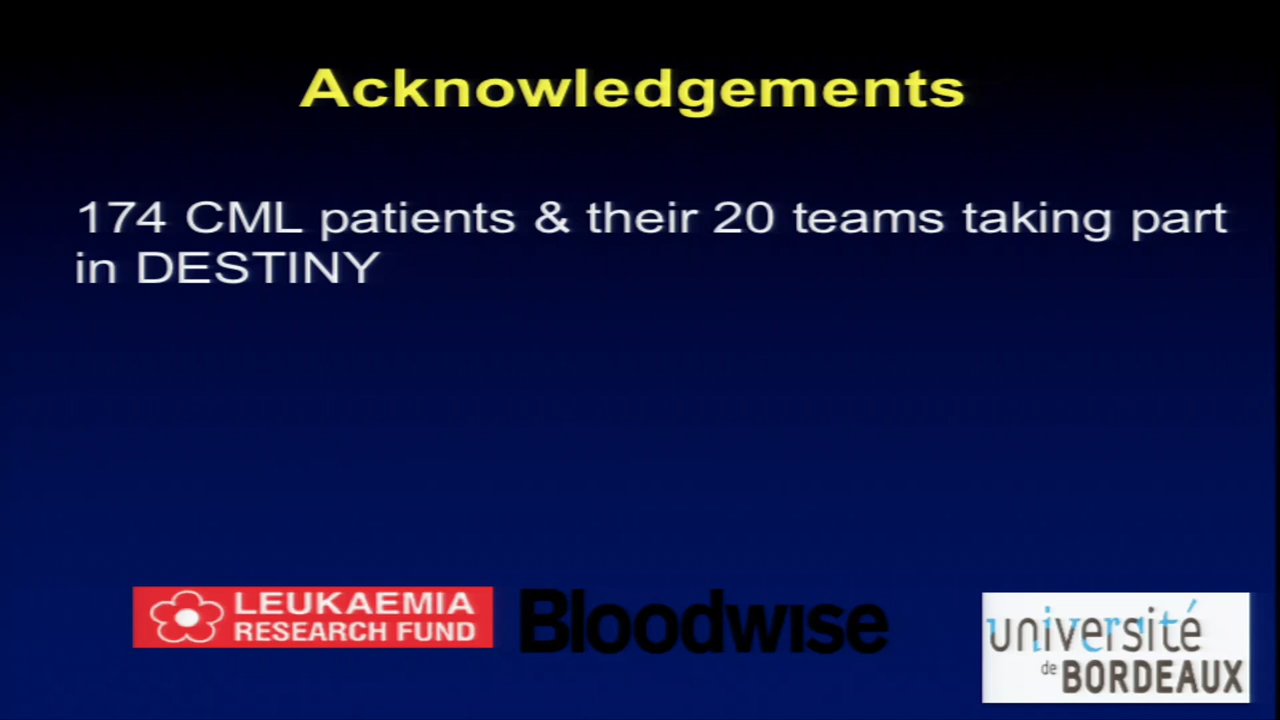 Acknowledgements
174 CML patients & their 20 teams taking part
in DESTINY
LEUKAEMIA
RESEARCH FUND
Bloodwise
université
de BORDEAUX